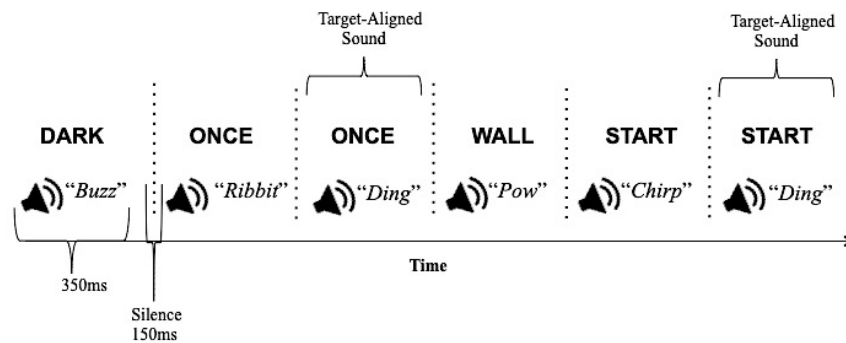 Target-Aligned
Sound
Target-Aligned
Sound
DARK ONCE ONCE WALL START START
“Buzz” “Ribbit” “Ding” “Pow” “Chirp” “Ding”
Time
350ms
Silence
150ms